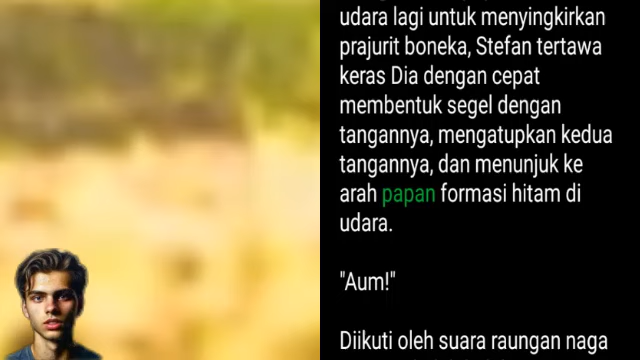 udara lagi untuk menyingkirkan
prajurit boneka, Stefan tertawa
keras Dia dengan cepat
membentuk segel dengan
tangannya, mengatupkan kedua
tangannya, dan menunjuk ke
arah papan formasi hitam di
udara.
"Aum!"
Diikuti oleh suara raungan naga